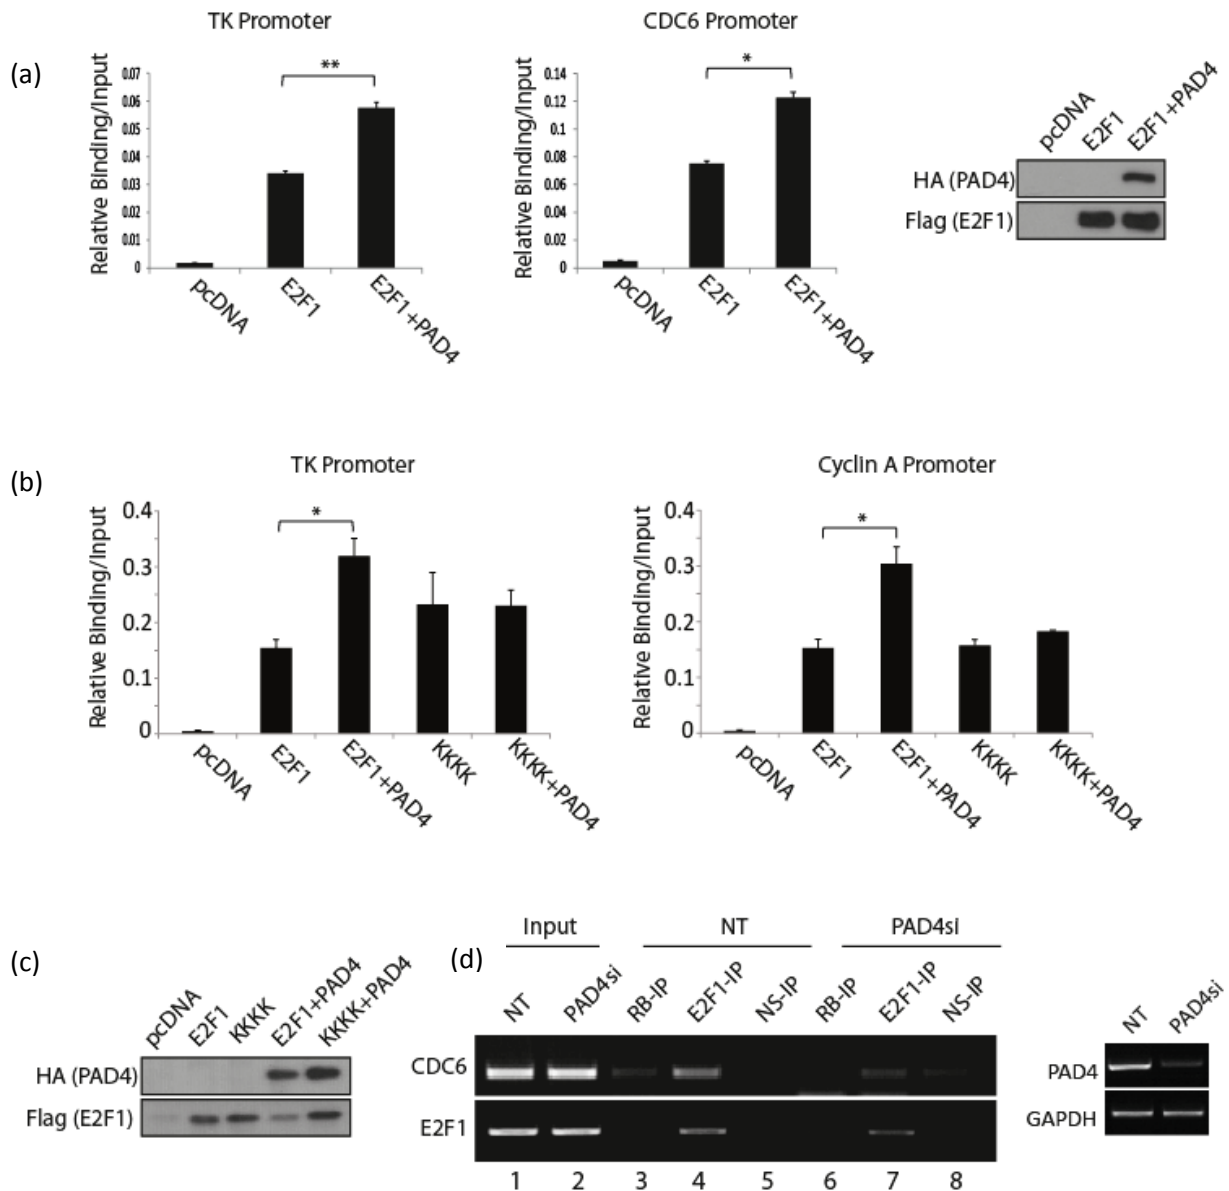 TK Promoter
CDC6 Promoter
(a)
**
*
Relative Binding/Input
0.07
0.06
0.05
0.04
0.03
0.02
0.01
0
pcDNA
E2F1
E2F1+PAD4
Relative Binding/Input
0.14
0.12
0.1
0.08
0.06
0.04
0.02
0
pcDNA
E2F1
E2F1+PAD4
pcDNA
E2F1
E2F1+PAD4
HA (PAD4)
Flag (E2F1)
(b)
TK Promoter
Cyclin A Promoter
*
*
Relative Binding/Input
0.4
0.3
0.2
0.1
0
pcDNA
E2F1
E2F1+PAD4
KKKK
KKKK+PAD4
Relative Binding/Input
0.4
0.3
0.2
0.1
0
pcDNA
E2F1
E2F1+PAD4
KKKK
KKKK+PAD4
(c)
pcDNA
E2F1
KKKK
E2F1+PAD4
KKKK+PAD4
HA (PAD4)
Flag (E2F1)
(d)
Input
NT
PAD4si
NT
PAD4si
RB-IP
E2F1-IP
NS-IP
RB-IP
E2F1-IP
NS-IP
CDC6
E2F1
1 2 3 4 5 6 7 8
NT
PAD4si
PAD4
GAPDH